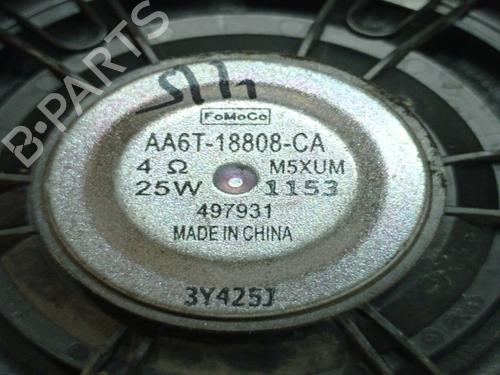 B-PARTS
FoMoCo
AA6T-18808-CA
4 Ω M5XUM
25W 1153
497931
MADE IN CHINA
3Y425J